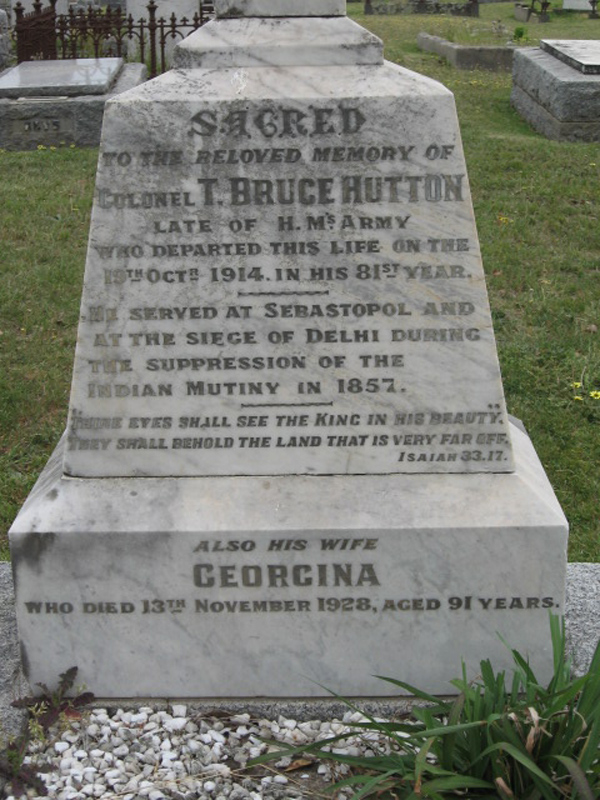 SACRED
TO THE BELOVED MEMORY OF
COLONEL T. BRUCE HUTTON
LATE OF H. M'S ARMY
WHO DEPARTED THIS LIFE ON THE
OCTR 1914. IN HIS 81ST YEAR.
HE SERVED AT SEBASTOPOL AND
AT THE SIEGE OF DELHI DURING
THE SUPPRESSION OF THE
INDIAN MUTINY IN 1857.
"THINE EYES SHALL SEE THE KING IN HIS BEAUTY".
THEY SHALL BEHOLD THE LAND THAT IS VERY FAR OFF.
ISAIAH 33.17.
ALSO HIS WIFE
GEORGINA
WHO DIED 13TH NOVEMBER 1928, AGED 91 YEARS.